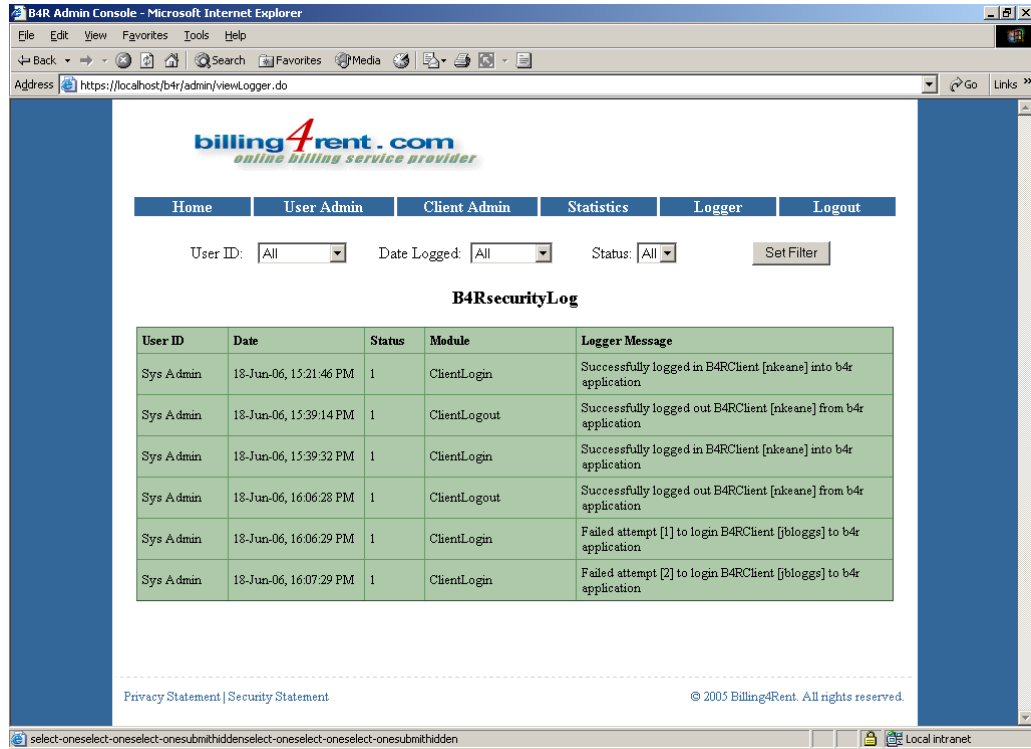 B4R Admin Console - Microsoft Internet Explorer
File Edit View Favorites Tools Help
Back Search Favorites Media
Address https://localhost/b4r/admin/viewLogger.do Go Links »
billing4rent.com
online billing service provider
Home User Admin Client Admin Statistics Logger Logout
User ID: All Date Logged: All Status: All Set Filter
B4RsecurityLog
User ID Date Status Module Logger Message
Sys Admin 18-Jun-06, 15:21:46 PM 1 ClientLogin Successfully logged in B4RClient [nkeane] into b4r
application
Sys Admin 18-Jun-06, 15:39:14 PM 1 ClientLogout Successfully logged out B4RClient [nkeane] from b4r
application
Sys Admin 18-Jun-06, 15:39:32 PM 1 ClientLogin Successfully logged in B4RClient [nkeane] into b4r
application
Sys Admin 18-Jun-06, 16:06:28 PM 1 ClientLogout Successfully logged out B4RClient [nkeane] from b4r
application
Sys Admin 18-Jun-06, 16:06:29 PM 1 ClientLogin Failed attempt [1] to login B4RClient [jbloggs] to b4r
application
Sys Admin 18-Jun-06, 16:07:29 PM 1 ClientLogin Failed attempt [2] to login B4RClient [jbloggs] to b4r
application
Privacy Statement | Security Statement © 2005 Billing4Rent. All rights reserved.
select-oneselect-oneselect-onesubmithiddenselect-oneselect-oneselect-onesubmithidden Local intranet